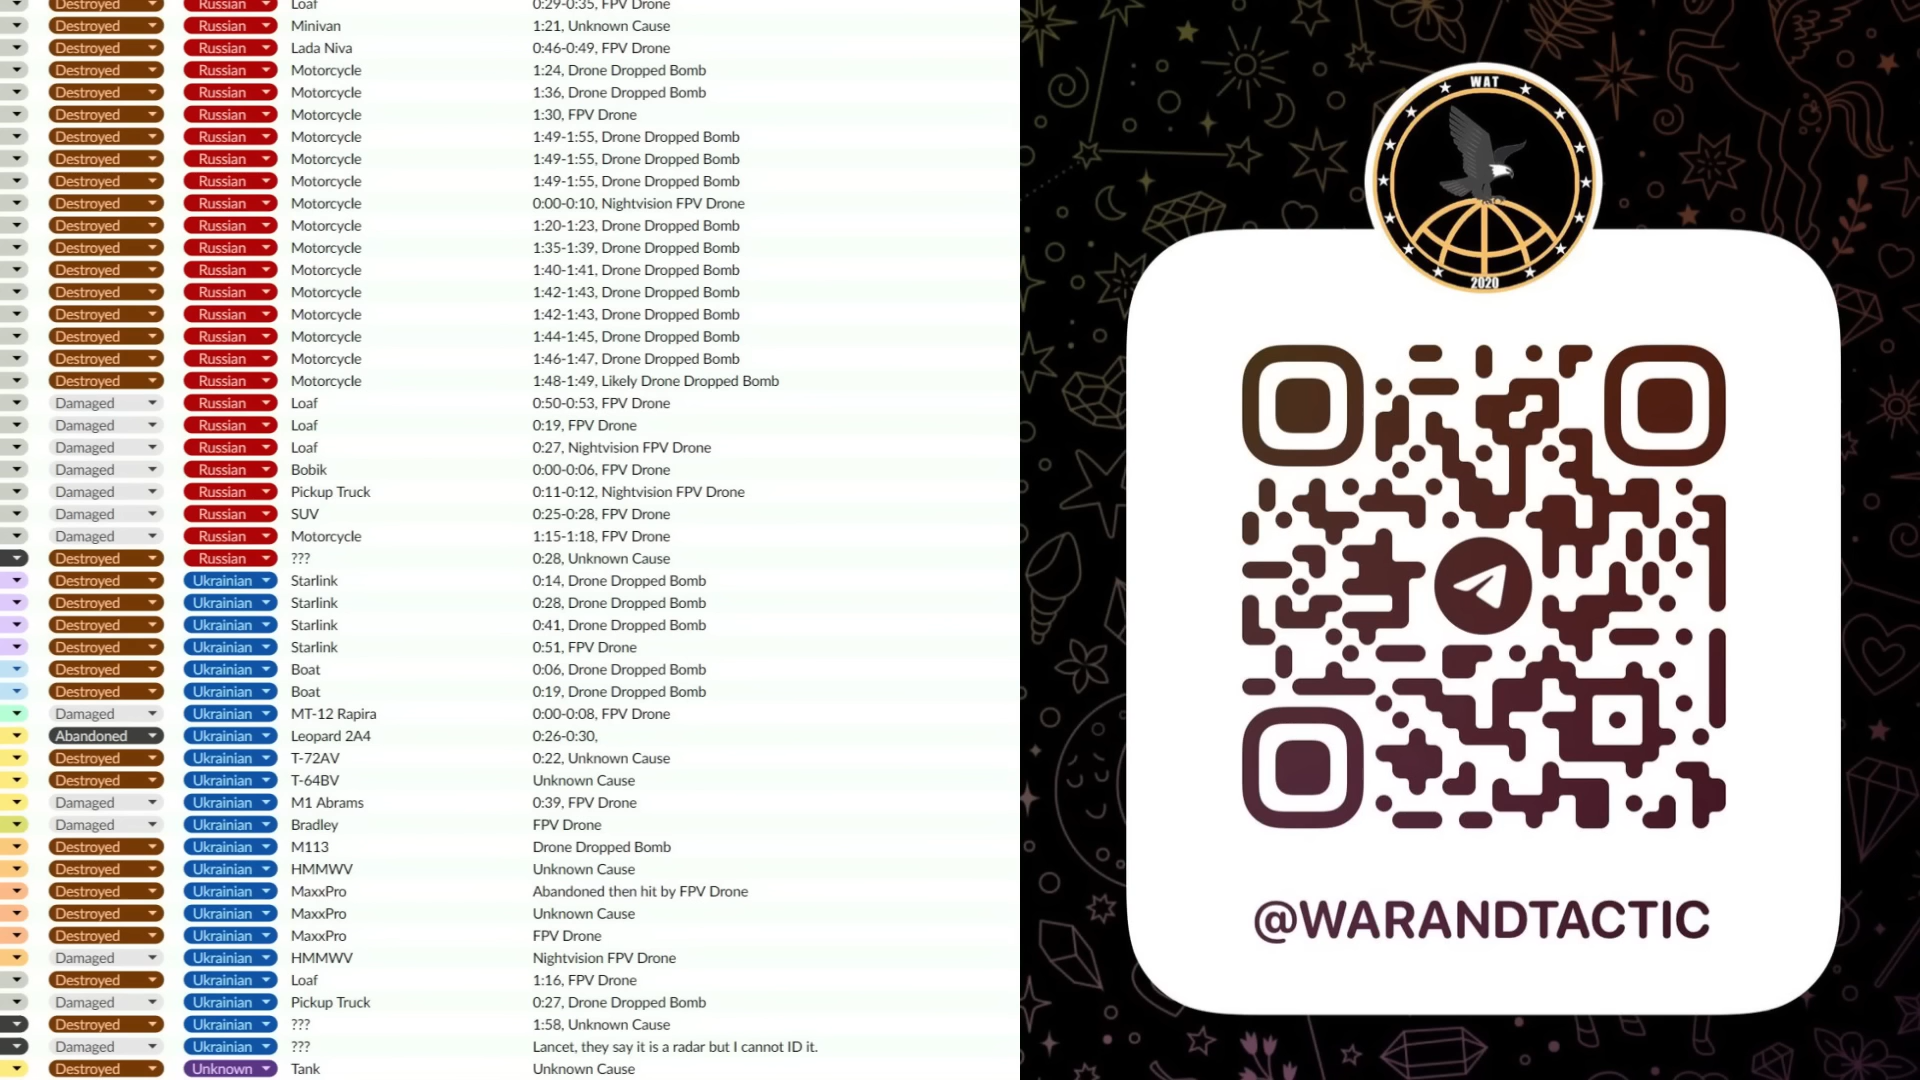 Destroyed Russian Loaf 0:29-0:35, FPV Drone
Destroyed Russian Minivan 1:21, Unknown Cause
Destroyed Russian Lada Niva 0:46-0:49, FPV Drone
Destroyed Russian Motorcycle 1:24, Drone Dropped Bomb
Destroyed Russian Motorcycle 1:36, Drone Dropped Bomb
Destroyed Russian Motorcycle 1:30, FPV Drone
Destroyed Russian Motorcycle 1:49-1:55, Drone Dropped Bomb
Destroyed Russian Motorcycle 1:49-1:55, Drone Dropped Bomb
Destroyed Russian Motorcycle 1:49-1:55, Drone Dropped Bomb
Destroyed Russian Motorcycle 0:00-0:10, Nightvision FPV Drone
Destroyed Russian Motorcycle 1:20-1:23, Drone Dropped Bomb
Destroyed Russian Motorcycle 1:35-1:39, Drone Dropped Bomb
Destroyed Russian Motorcycle 1:40-1:41, Drone Dropped Bomb
Destroyed Russian Motorcycle 1:42-1:43, Drone Dropped Bomb
Destroyed Russian Motorcycle 1:42-1:43, Drone Dropped Bomb
Destroyed Russian Motorcycle 1:44-1:45, Drone Dropped Bomb
Destroyed Russian Motorcycle 1:46-1:47, Drone Dropped Bomb
Destroyed Russian Motorcycle 1:48-1:49, Likely Drone Dropped Bomb
Damaged Russian Loaf 0:50-0:53, FPV Drone
Damaged Russian Loaf 0:19, FPV Drone
Damaged Russian Loaf 0:27, Nightvision FPV Drone
Damaged Russian Bobik 0:00-0:06, FPV Drone
Damaged Russian Pickup Truck 0:11-0:12, Nightvision FPV Drone
Damaged Russian SUV 0:25-0:28, FPV Drone
Damaged Russian Motorcycle 1:15-1:18, FPV Drone
Destroyed Russian ??? 0:28, Unknown Cause
Destroyed Ukrainian Starlink 0:14, Drone Dropped Bomb
Destroyed Ukrainian Starlink 0:28, Drone Dropped Bomb
Destroyed Ukrainian Starlink 0:41, Drone Dropped Bomb
Destroyed Ukrainian Starlink 0:51, FPV Drone
Destroyed Ukrainian Boat 0:06, Drone Dropped Bomb
Destroyed Ukrainian Boat 0:19, Drone Dropped Bomb
Damaged Ukrainian MT-12 Rapira 0:00-0:08, FPV Drone
Abandoned Ukrainian Leopard 2A4 0:26-0:30,
Destroyed Ukrainian T-72AV 0:22, Unknown Cause
Destroyed Ukrainian T-64BV Unknown Cause
Damaged Ukrainian M1 Abrams 0:39, FPV Drone
Damaged Ukrainian Bradley FPV Drone
Destroyed Ukrainian M113 Drone Dropped Bomb
Destroyed Ukrainian HMMWV Unknown Cause
Destroyed Ukrainian MaxxPro Abandoned then hit by FPV Drone
Destroyed Ukrainian MaxxPro Unknown Cause
Destroyed Ukrainian MaxxPro FPV Drone
Damaged Ukrainian HMMWV Nightvision FPV Drone
Destroyed Ukrainian Loaf 1:16, FPV Drone
Damaged Ukrainian Pickup Truck 0:27, Drone Dropped Bomb
Destroyed Ukrainian ??? 1:58, Unknown Cause
Damaged Ukrainian ??? Lancet, they say it is a radar but I cannot ID it.
Destroyed Unknown Tank Unknown Cause
WAT
2020
@WARANDTACTIC